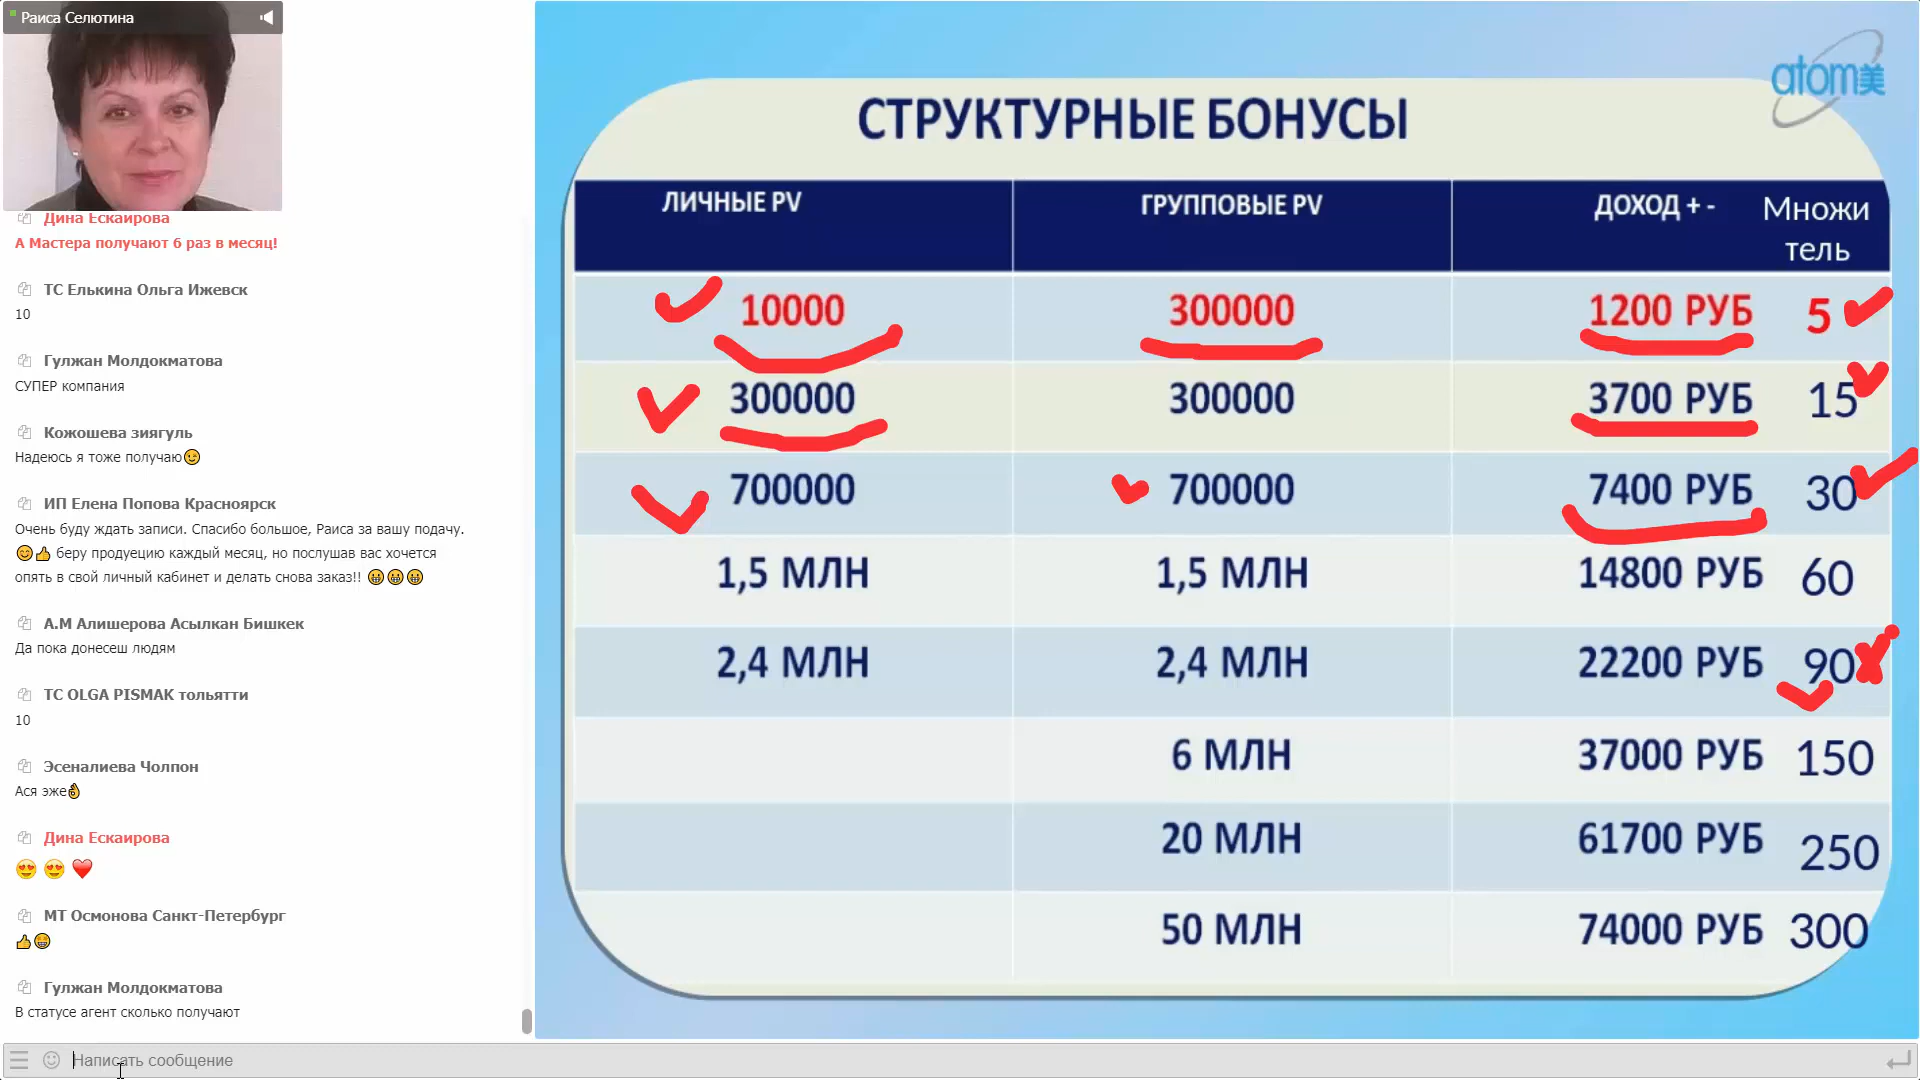 Раиса Селютина
Дина Ескаирова
А Мастера получают 6 раз в месяц!
ТС Елькина Ольга Ижевск
10
Гулжан Молдокматова
СУПЕР компания
Кожошева зиягуль
Надеюсь я тоже получаю😉
ИП Елена Попова Красноярск
Очень буду ждать записи. Спасибо большое, Раиса за вашу подачу.
😊👍 беру продуецию каждый месяц, но послушав вас хочется
опять в свой личный кабинет и делать снова заказ!! 😀😀😀
А.М Алишерова Асылкан Бишкек
Да пока донесеш людям
ТС OLGA PISMAK тольятти
10
Эсеналиева Чолпон
Ася эже👌
Дина Ескаирова
😍 😍 ❤️
МТ Осмонова Санкт-Петербург
👍😄
Гулжан Молдокматова
В статусе агент сколько получают
Написать сообщение
atom美
СТРУКТУРНЫЕ БОНУСЫ
ЛИЧНЫЕ PV ГРУППОВЫЕ PV ДОХОД + - Множи
тель
10000 300000 1200 РУБ 5
300000 300000 3700 РУБ 15
700000 700000 7400 РУБ 30
1,5 МЛН 1,5 МЛН 14800 РУБ 60
2,4 МЛН 2,4 МЛН 22200 РУБ 90
6 МЛН 37000 РУБ 150
20 МЛН 61700 РУБ 250
50 МЛН 74000 РУБ 300